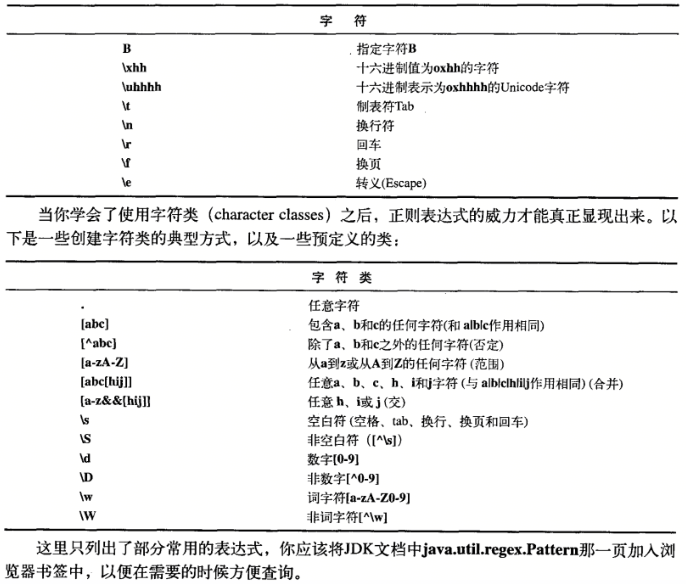 字 符
B 指定字符B
\xhh 十六进制值为oxhh的字符
\uhhhh 十六进制表示为oxhhhh的Unicode字符
\t 制表符Tab
\n 换行符
\r 回车
\f 换页
\e 转义(Escape)
当你学会了使用字符类（character classes）之后，正则表达式的威力才能真正显现出来。以
下是一些创建字符类的典型方式，以及一些预定义的类：
字 符 类
. 任意字符
[abc] 包含a、b和c的任何字符(和 a|b|c作用相同)
[^abc] 除了a、b和c之外的任何字符(否定)
[a-zA-Z] 从a到z或从A到Z的任何字符 (范围)
[abc[hij]] 任意a、b、c、h、i和j字符 (与 a|b|c|h|i|j作用相同) (合并)
[a-z&&[hij]] 任意 h、i或 j (交)
\s 空白符 (空格、tab、换行、换页和回车)
\S 非空白符（[^\s]）
\d 数字[0-9]
\D 非数字[^0-9]
\w 词字符[a-zA-Z0-9]
\W 非词字符[^\w]
这里只列出了部分常用的表达式，你应该将JDK文档中java.util.regex.Pattern那一页加入浏
览器书签中，以便在需要的时候方便查询。